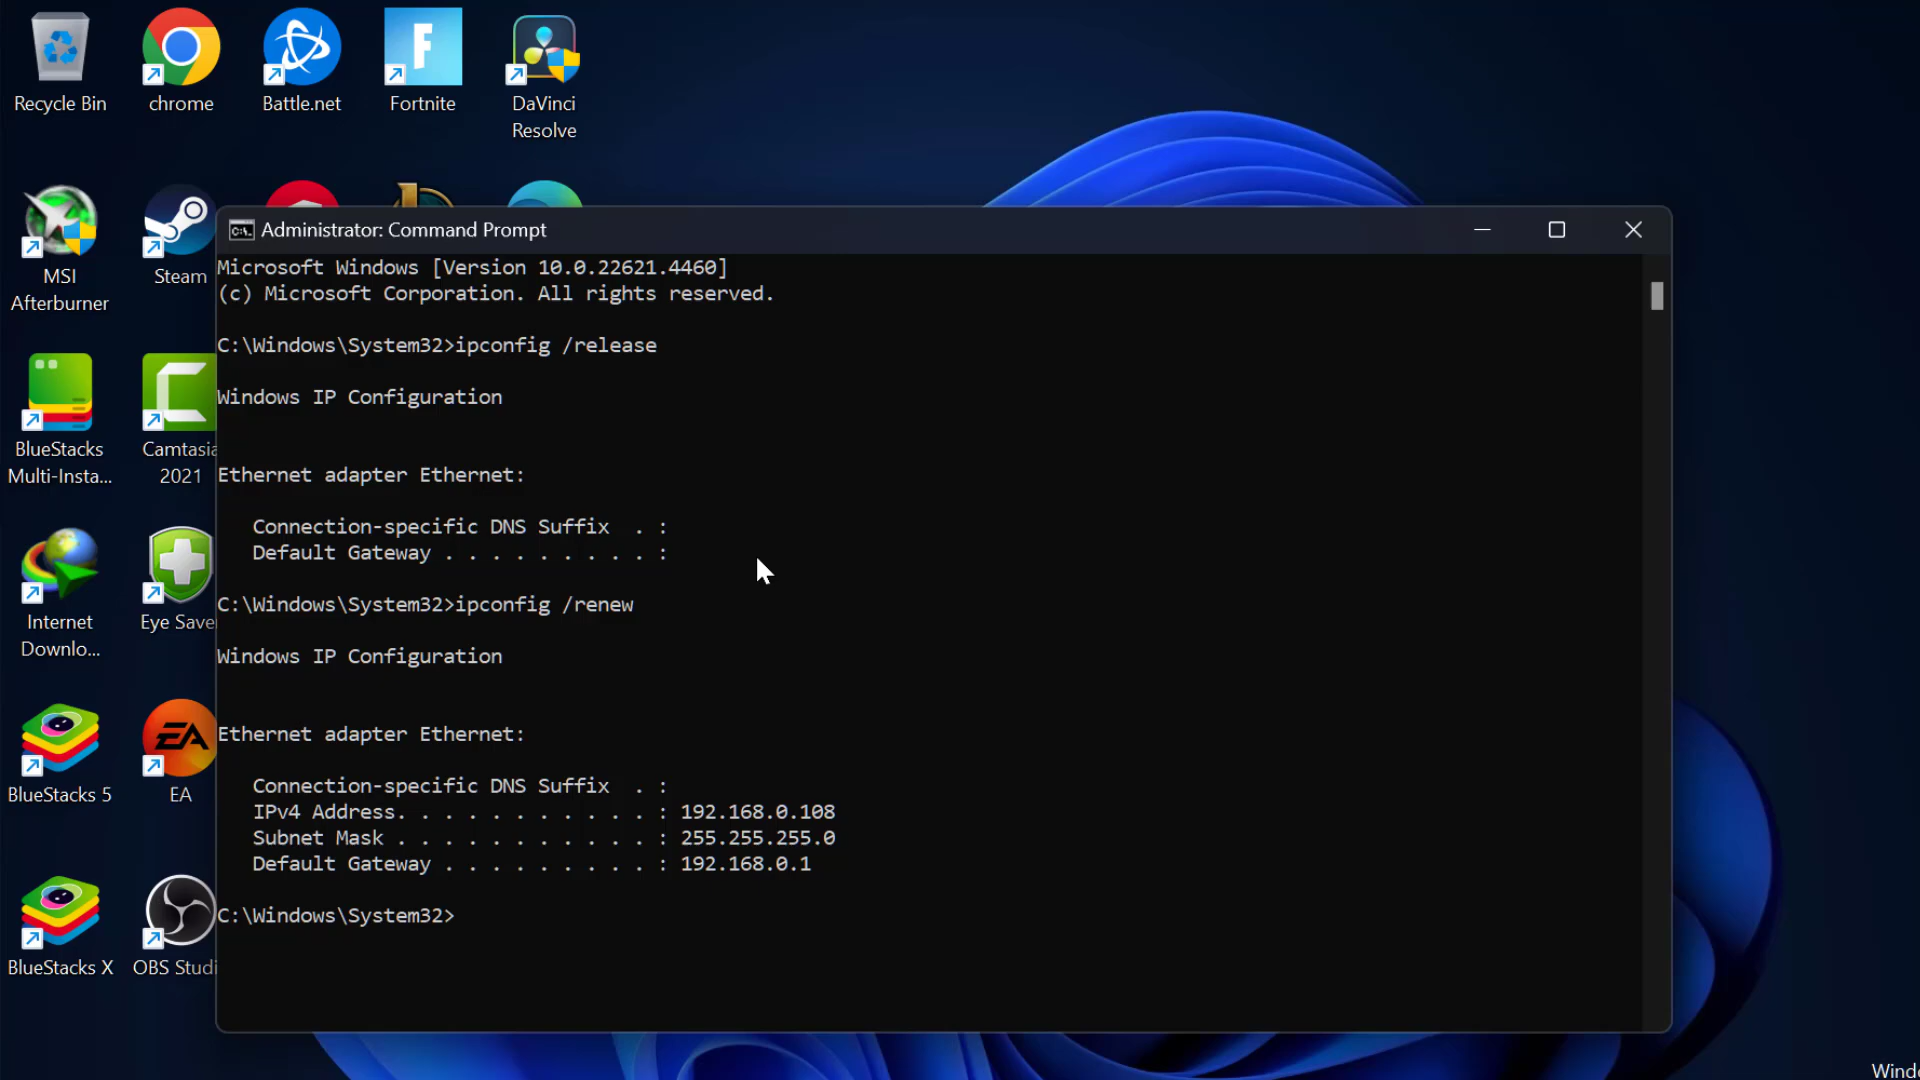 Recycle Bin
chrome
Battle.net
Fortnite
DaVinci
Resolve
MSI
Afterburner
Steam
BlueStacks
Multi-Insta...
Camtasia
2021
Internet
Downlo...
Eye Save
BlueStacks 5
EA
BlueStacks X
OBS Studi
Administrator: Command Prompt
Microsoft Windows [Version 10.0.22621.4460]
(c) Microsoft Corporation. All rights reserved.
C:\Windows\System32>ipconfig /release
Windows IP Configuration
Ethernet adapter Ethernet:
Connection-specific DNS Suffix  . :
Default Gateway . . . . . . . . . :
C:\Windows\System32>ipconfig /renew
Windows IP Configuration
Ethernet adapter Ethernet:
Connection-specific DNS Suffix  . :
IPv4 Address. . . . . . . . . . . : 192.168.0.108
Subnet Mask . . . . . . . . . . . : 255.255.255.0
Default Gateway . . . . . . . . . : 192.168.0.1
C:\Windows\System32>